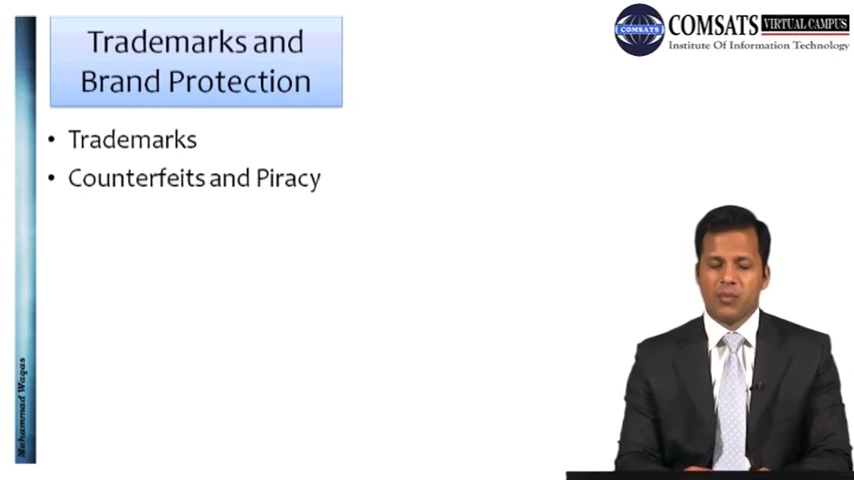 Trademarks and
Brand Protection
COMSATS VIRTUAL CAMPUS
Institute Of Information Technology
COMSATS
• Trademarks
• Counterfeits and Piracy
Muhammad Waqas